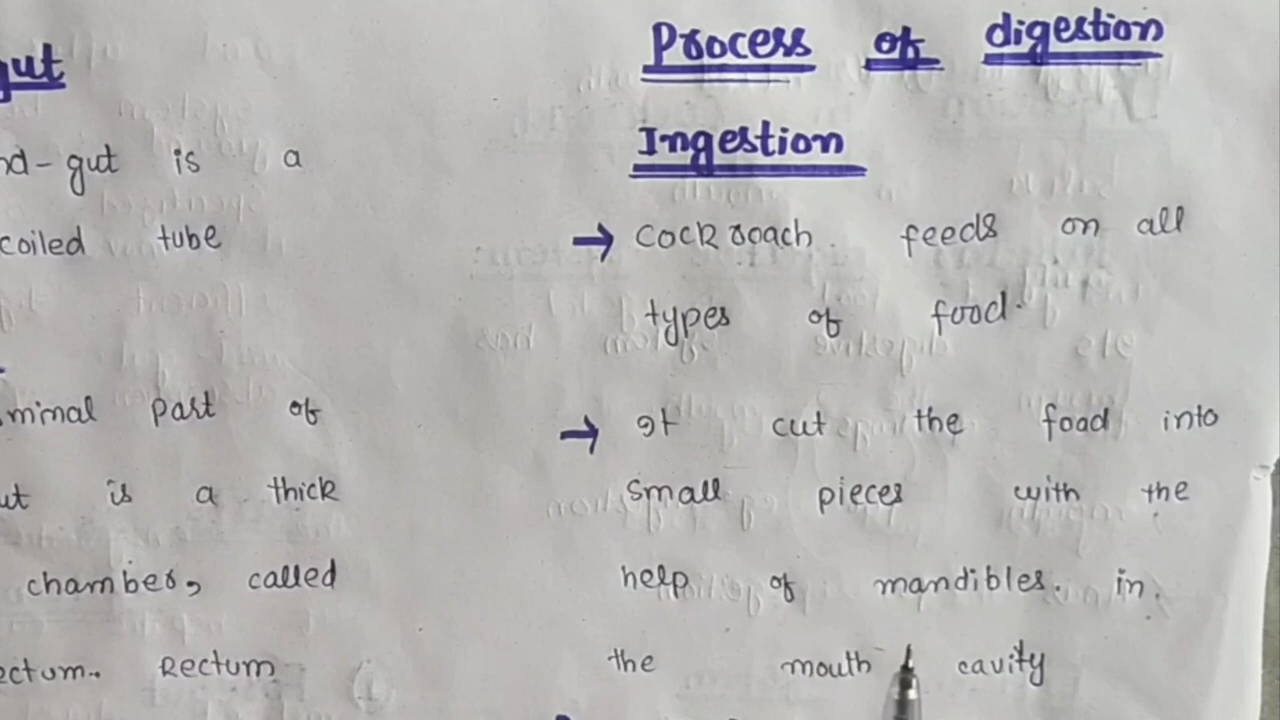 gut
nd-gut is a
coiled tube
minal part of
ut is a thick
chamber, called
ectum. Rectum
Process of digestion
Ingestion
→ Cockroach feeds on all
types of food.
→ It cut the food into
small pieces with the
help of mandibles. in.
the mouth cavity